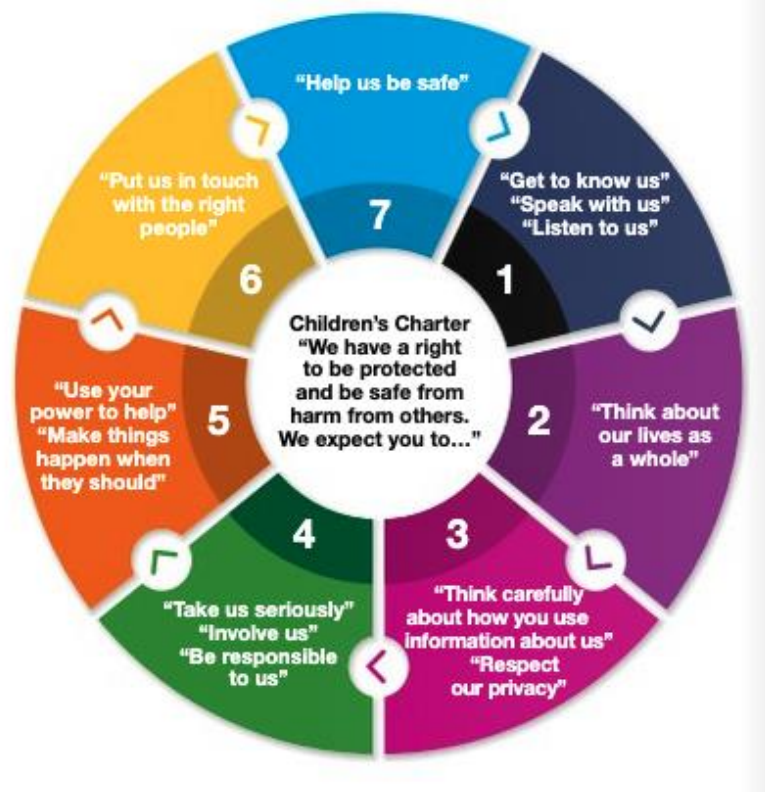 Children's Charter
“We have a right
to be protected
and be safe from
harm from others.
We expect you to...”
“Get to know us”
“Speak with us”
“Listen to us”
1
“Think about
our lives as
a whole”
2
“Think carefully
about how you use
information about us”
“Respect
our privacy”
3
“Take us seriously”
“Involve us”
“Be responsible
to us”
4
“Use your
power to help”
“Make things
happen when
they should”
5
“Put us in touch
with the right
people”
6
“Help us be safe”
7